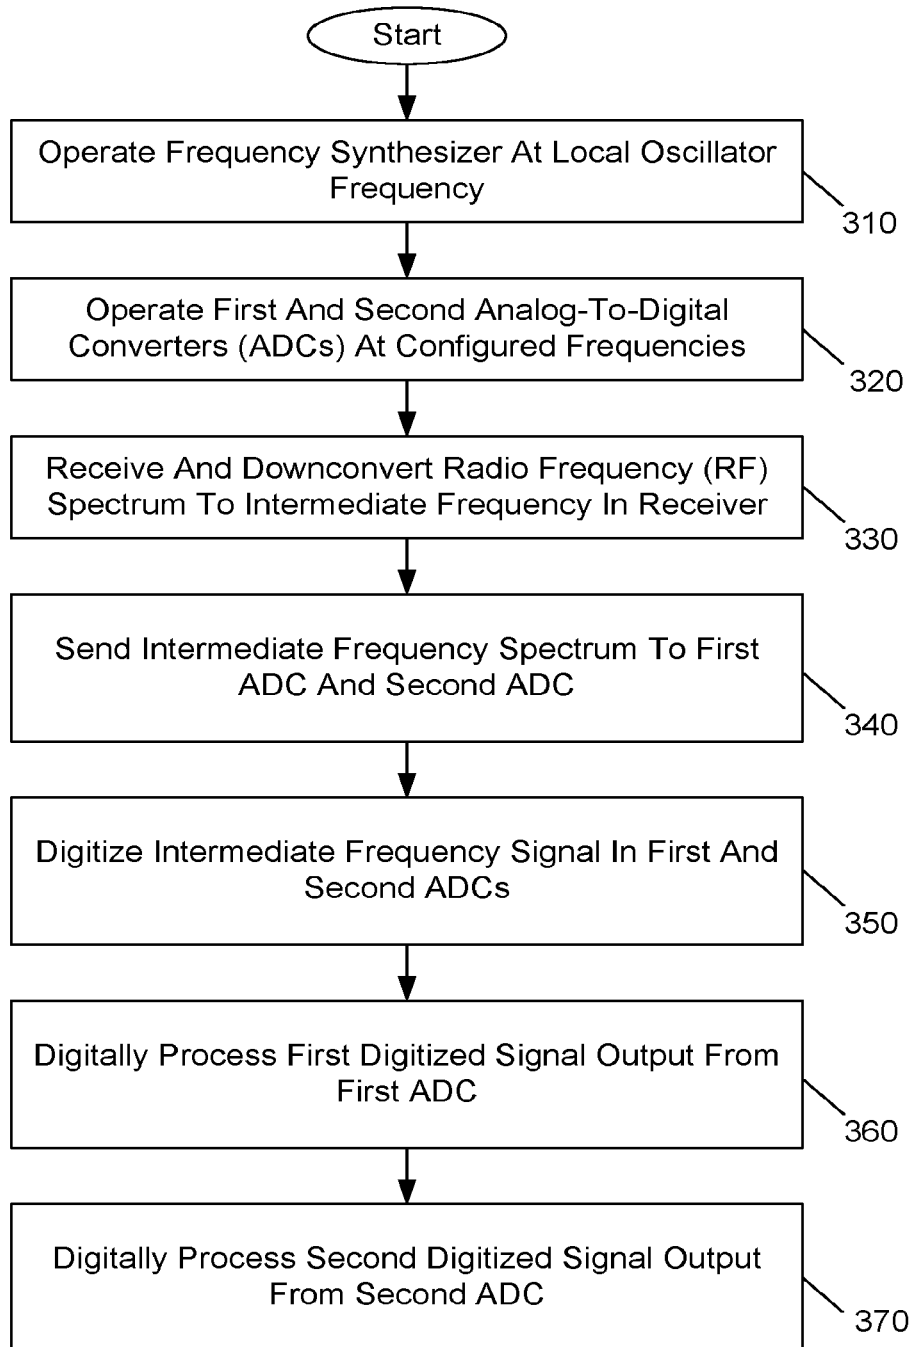 Start
Operate Frequency Synthesizer At Local Oscillator
Frequency
310
Operate First And Second Analog-To-Digital
Converters (ADCs) At Configured Frequencies
320
Receive And Downconvert Radio Frequency (RF)
Spectrum To Intermediate Frequency In Receiver
330
Send Intermediate Frequency Spectrum To First
ADC And Second ADC
340
Digitize Intermediate Frequency Signal In First And
Second ADCs
350
Digitally Process First Digitized Signal Output From
First ADC
360
Digitally Process Second Digitized Signal Output
From Second ADC
370